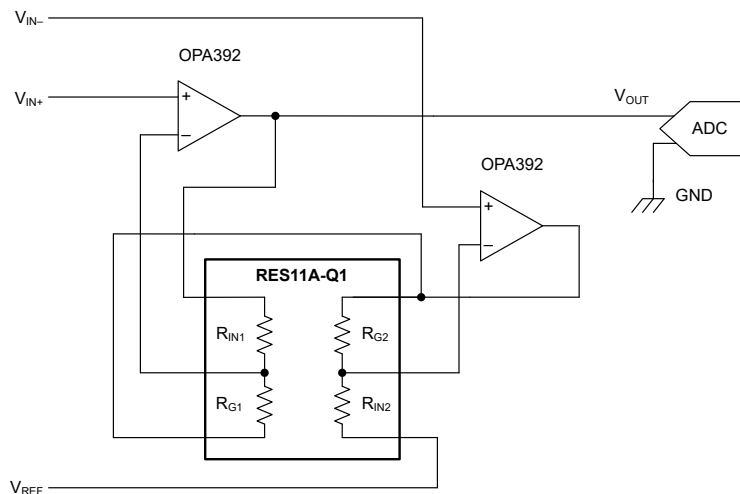 VIN–
OPA392
VIN+
+
–
VOUT
ADC
OPA392
GND
+
–
RES11A-Q1
RIN1
RG2
RG1
RIN2
VREF